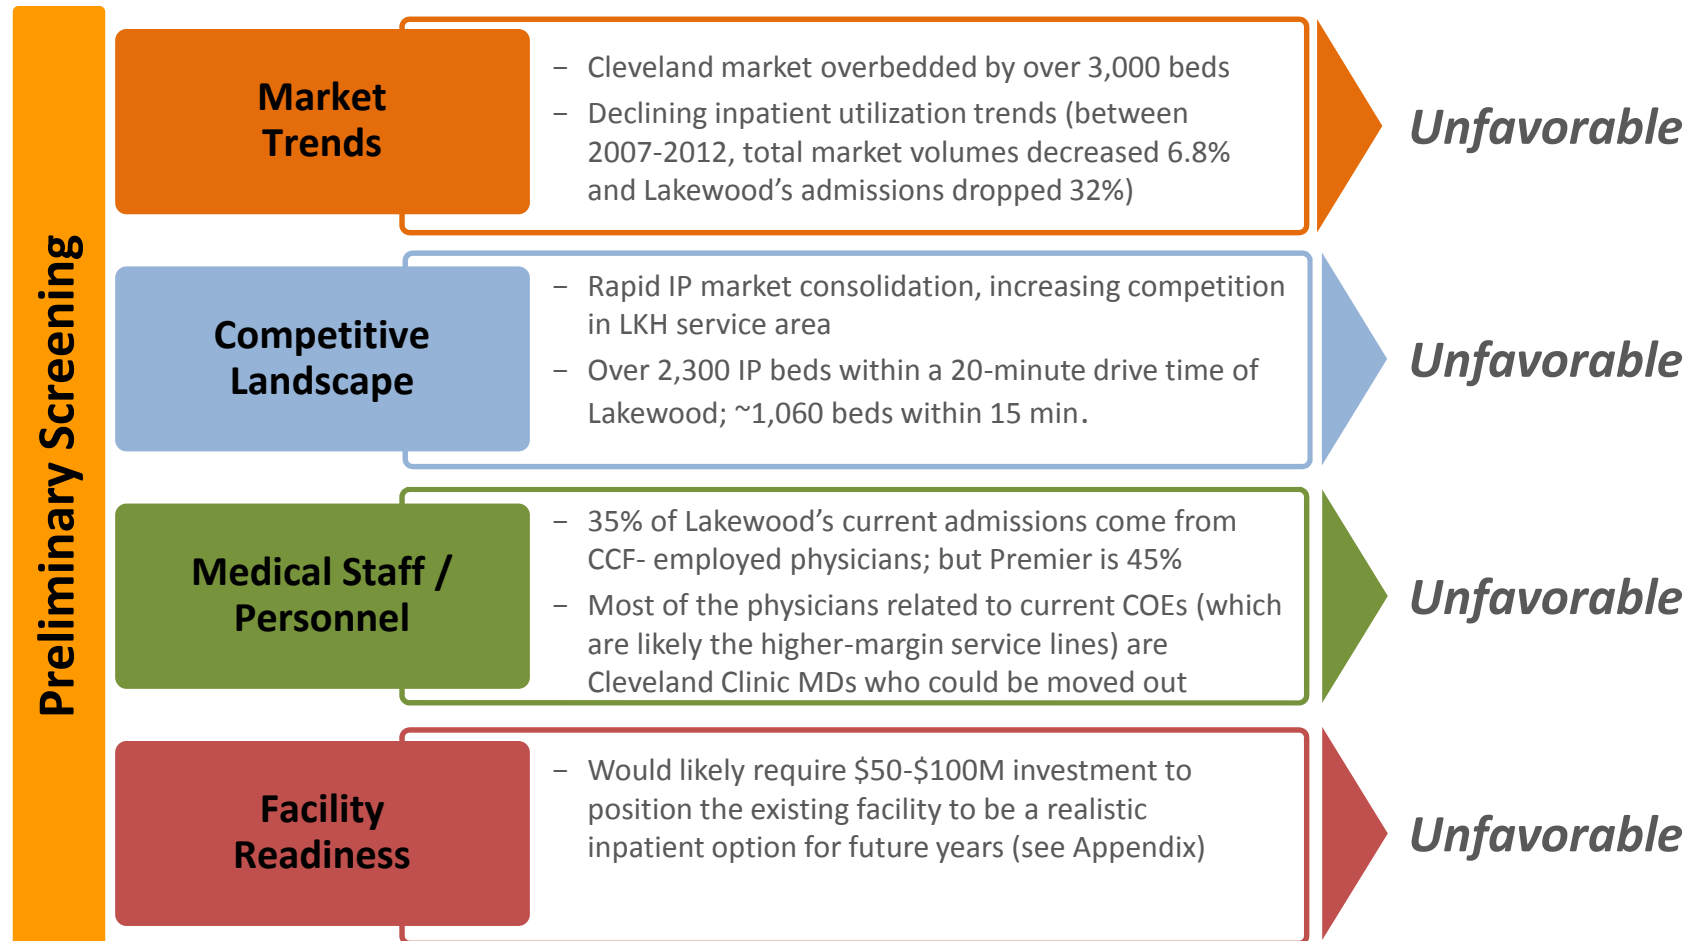 Preliminary Screening
Market
Trends
− Cleveland market overbedded by over 3,000 beds
− Declining inpatient utilization trends (between
2007-2012, total market volumes decreased 6.8%
and Lakewood’s admissions dropped 32%)
Unfavorable
Competitive
Landscape
− Rapid IP market consolidation, increasing competition
in LKH service area
− Over 2,300 IP beds within a 20-minute drive time of
Lakewood; ~1,060 beds within 15 min.
Unfavorable
Medical Staff /
Personnel
− 35% of Lakewood’s current admissions come from
CCF- employed physicians; but Premier is 45%
− Most of the physicians related to current COEs (which
are likely the higher-margin service lines) are
Cleveland Clinic MDs who could be moved out
Unfavorable
Facility
Readiness
− Would likely require $50-$100M investment to
position the existing facility to be a realistic
inpatient option for future years (see Appendix)
Unfavorable